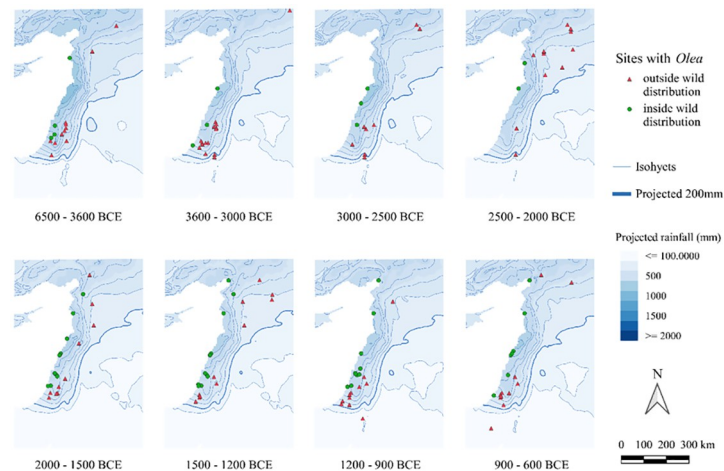 Sites with Olea
outside wild
distribution
inside wild
distribution
Isohyets
Projected 200mm
6500 - 3600 BCE
3600 - 3000 BCE
3000 - 2500 BCE
2500 - 2000 BCE
Projected rainfall (mm)
<= 100.0000
500
1000
1500
>= 2000
N
0 100 200 300 km
2000 - 1500 BCE
1500 - 1200 BCE
1200 - 900 BCE
900 - 600 BCE